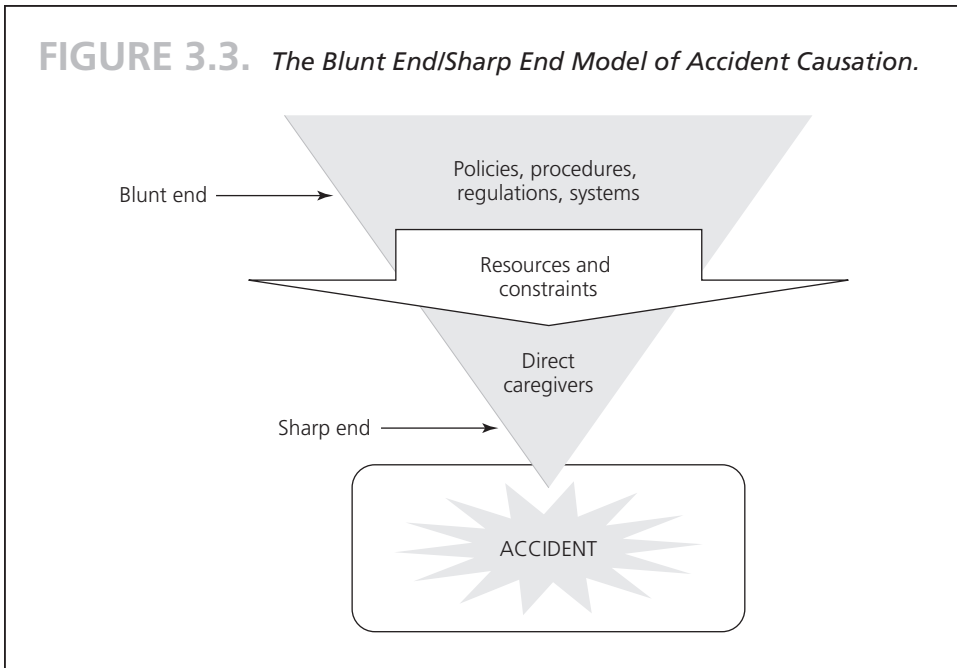 FIGURE 3.3. The Blunt End/Sharp End Model of Accident Causation.
Policies, procedures,
regulations, systems
Blunt end
Resources and
constraints
Direct
caregivers
Sharp end
ACCIDENT